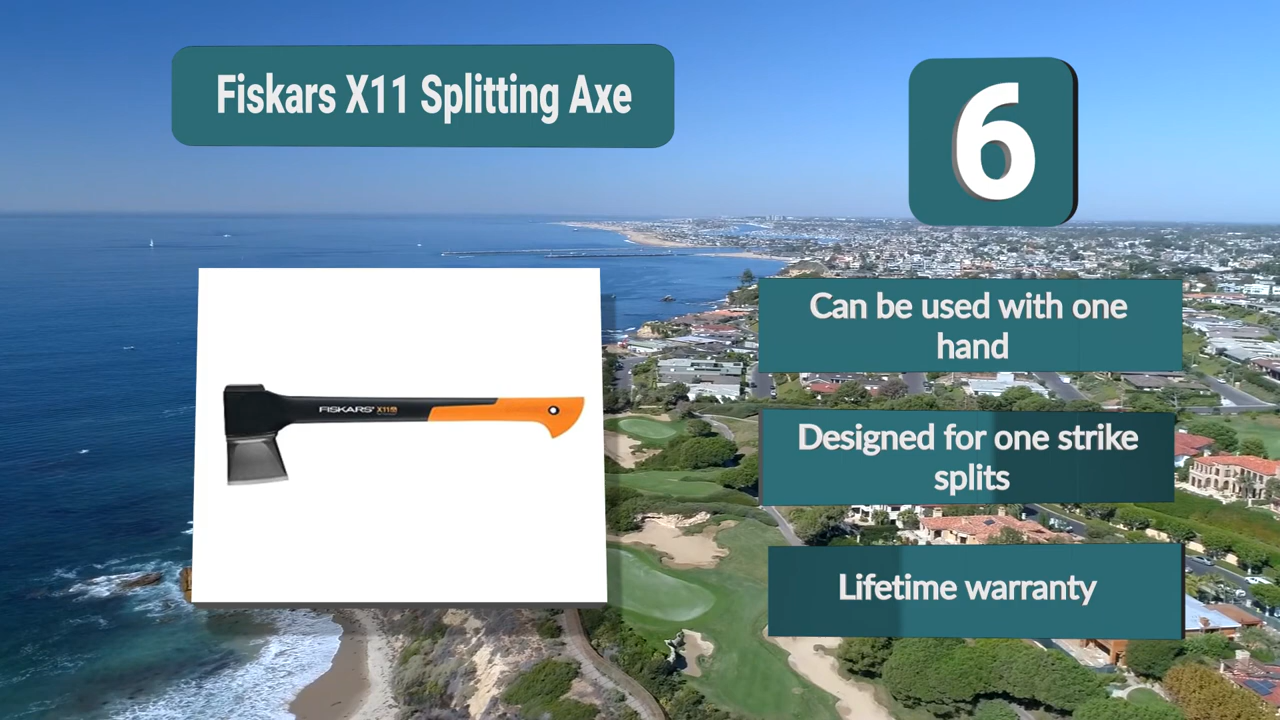 Fiskars X11 Splitting Axe
6
FISKARS X11
Can be used with one
hand
Designed for one strike
splits
Lifetime warranty